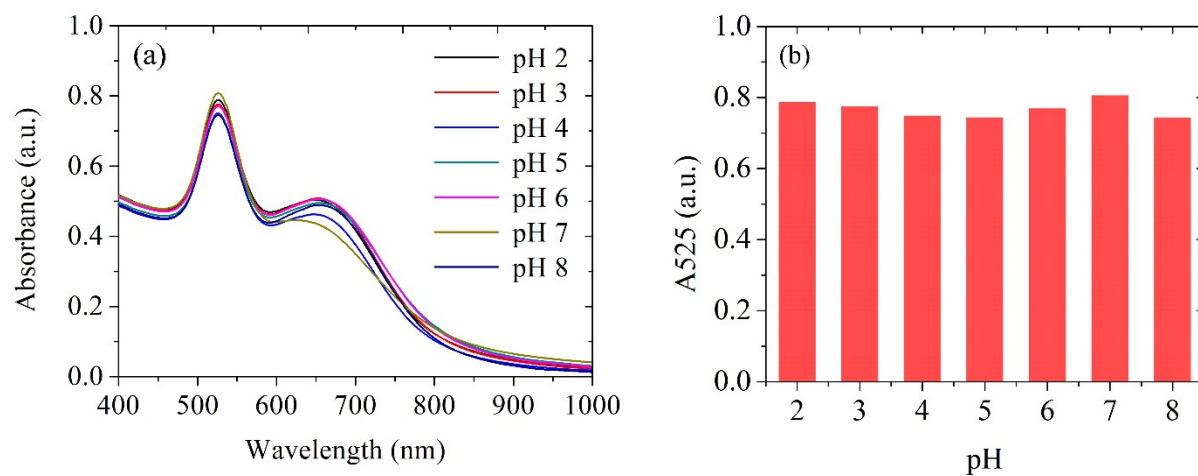 (a)
pH 2
pH 3
pH 4
pH 5
pH 6
pH 7
pH 8
Absorbance (a.u.)
1.0
0.8
0.6
0.4
0.2
0.0
400 500 600 700 800 900 1000
Wavelength (nm)
(b)
A525 (a.u.)
1.0
0.8
0.6
0.4
0.2
0.0
2 3 4 5 6 7 8
pH